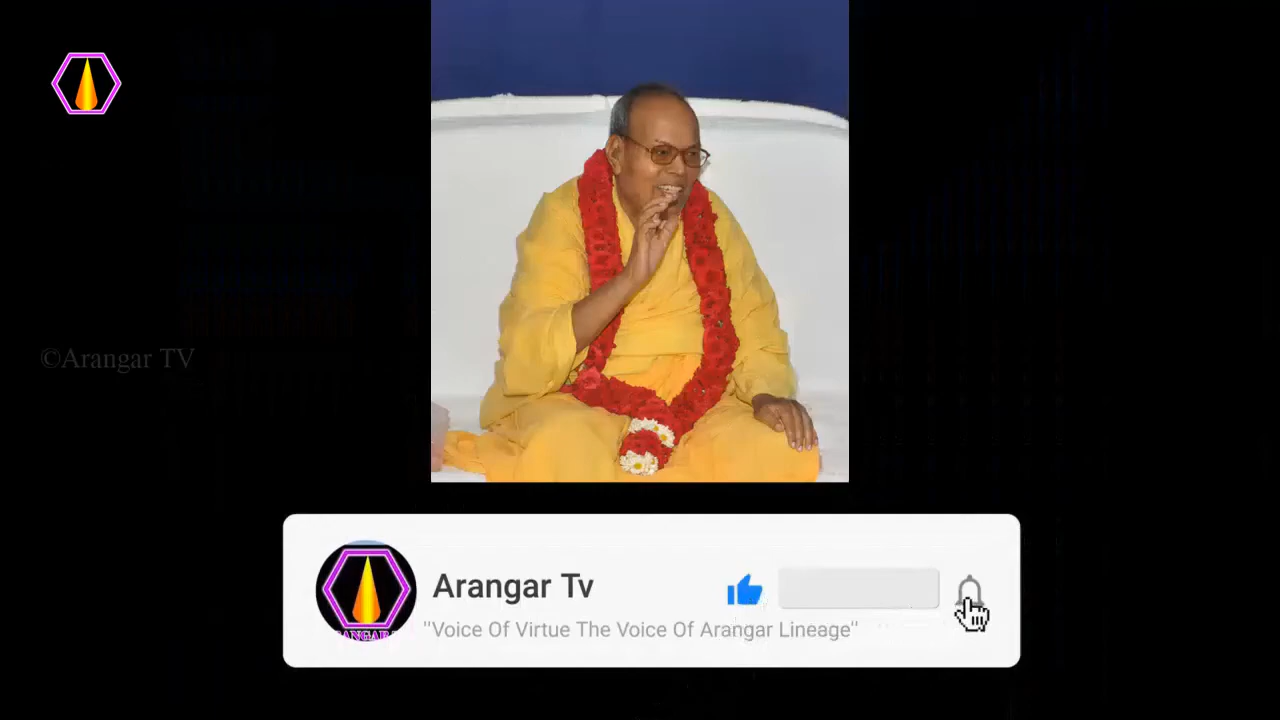 ©Arangar TV
Arangar Tv
"Voice Of Virtue The Voice Of Arangar Lineage"